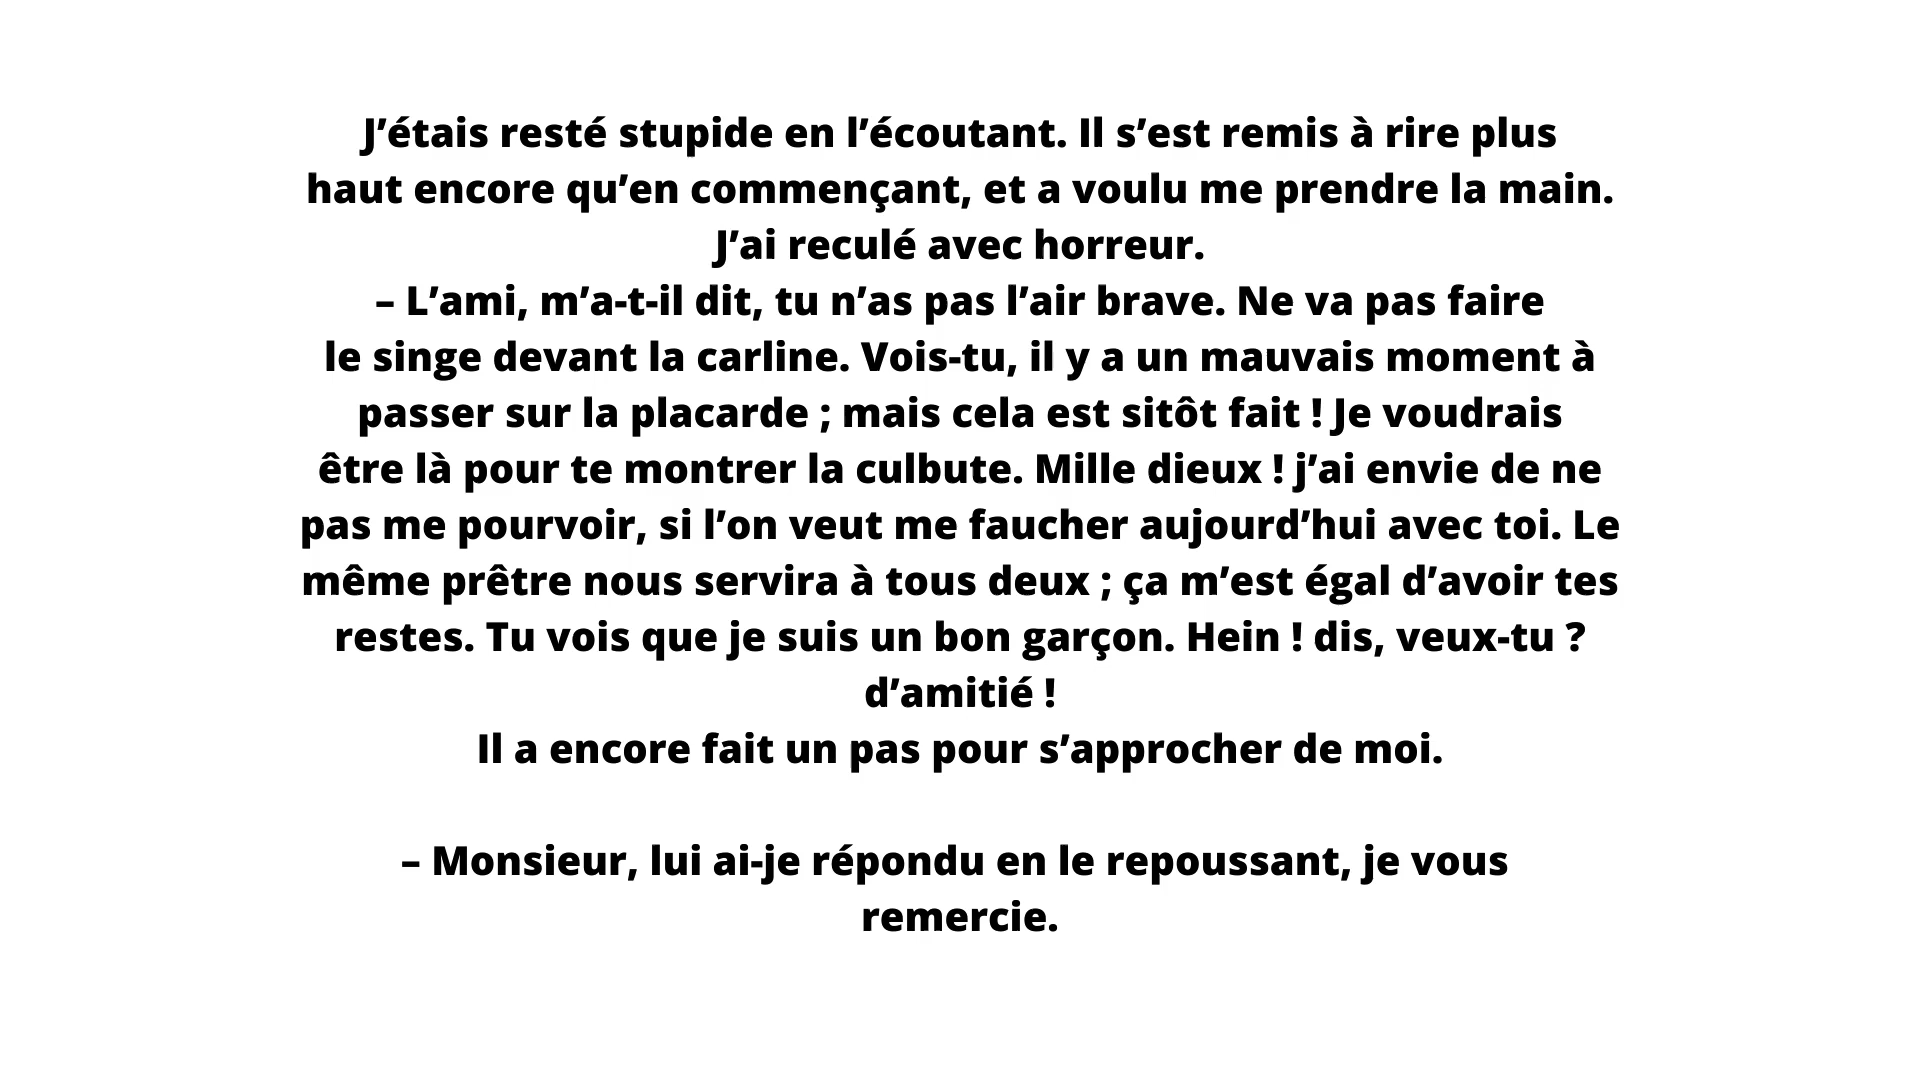 J’étais resté stupide en l’écoutant. Il s’est remis à rire plus
haut encore qu’en commençant, et a voulu me prendre la main.
J’ai reculé avec horreur.
– L’ami, m’a-t-il dit, tu n’as pas l’air brave. Ne va pas faire
le singe devant la carline. Vois-tu, il y a un mauvais moment à
passer sur la placarde ; mais cela est sitôt fait ! Je voudrais
être là pour te montrer la culbute. Mille dieux ! j’ai envie de ne
pas me pourvoir, si l’on veut me faucher aujourd’hui avec toi. Le
même prêtre nous servira à tous deux ; ça m’est égal d’avoir tes
restes. Tu vois que je suis un bon garçon. Hein ! dis, veux-tu ?
d’amitié !
Il a encore fait un pas pour s’approcher de moi.
– Monsieur, lui ai-je répondu en le repoussant, je vous
remercie.